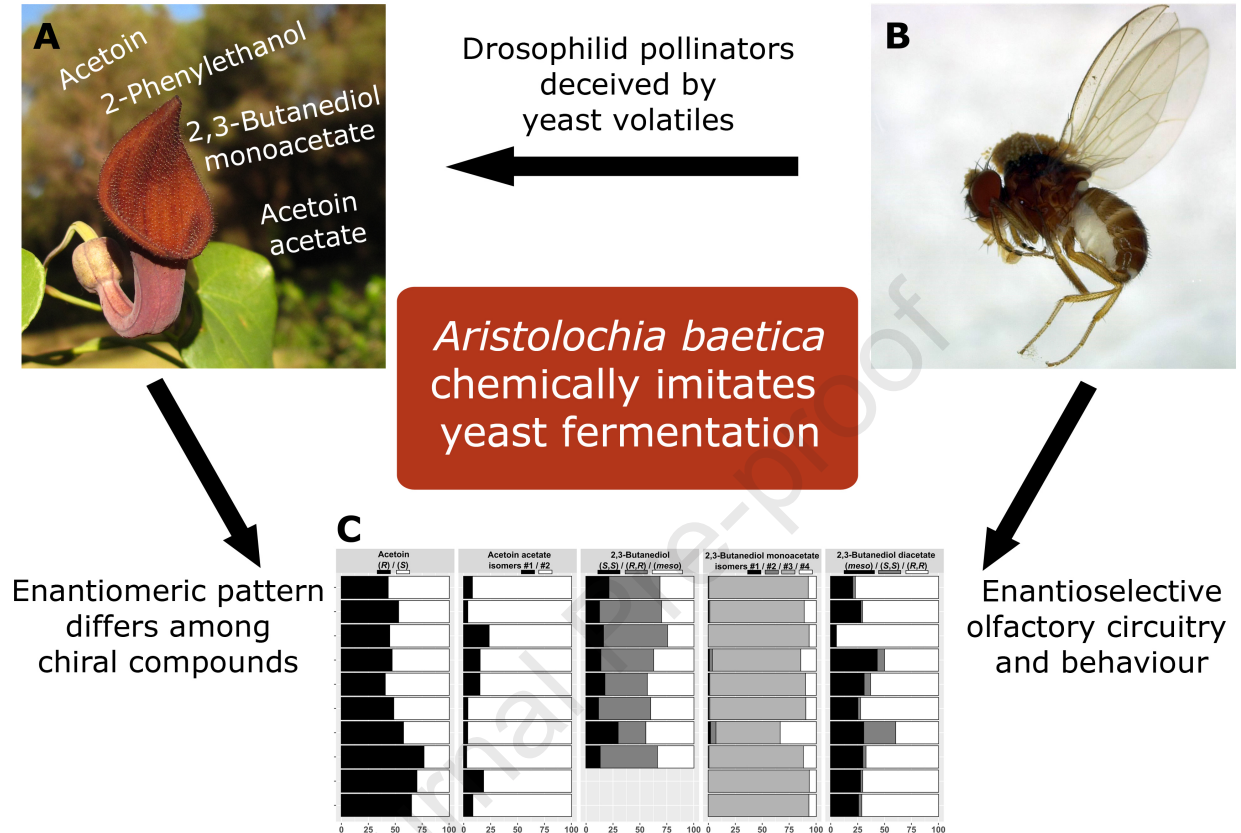 A
Acetoin
2-Phenylethanol
2,3-Butanediol
monoacetate
Acetoin
acetate
Drosophilid pollinators
deceived by
yeast volatiles
B
Aristolochia baetica
chemically imitates
yeast fermentation
Enantiomeric pattern
differs among
chiral compounds
C
Acetoin
(R) / (S)
Acetoin acetate
isomers #1 / #2
2,3-Butanediol
(S,S) / (R,R) / (meso)
2,3-Butanediol monoacetate
isomers #1 / #2 / #3 / #4
2,3-Butanediol diacetate
(meso) / (S,S) / (R,R)
0 25 50 75 100
0 25 50 75 100
0 25 50 75 100
0 25 50 75 100
0 25 50 75 100
Enantioselective
olfactory circuitry
and behaviour
rnal Pre-proof